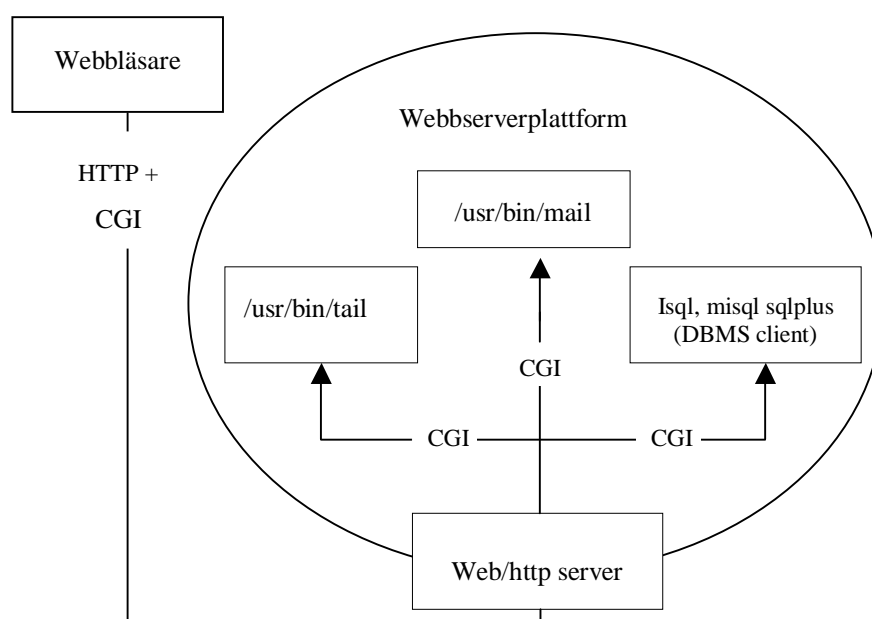 Webbläsare
HTTP +
CGI
Webbserverplattform
/usr/bin/mail
/usr/bin/tail
Isql, misql sqlplus
(DBMS client)
CGI
CGI
CGI
Web/http server